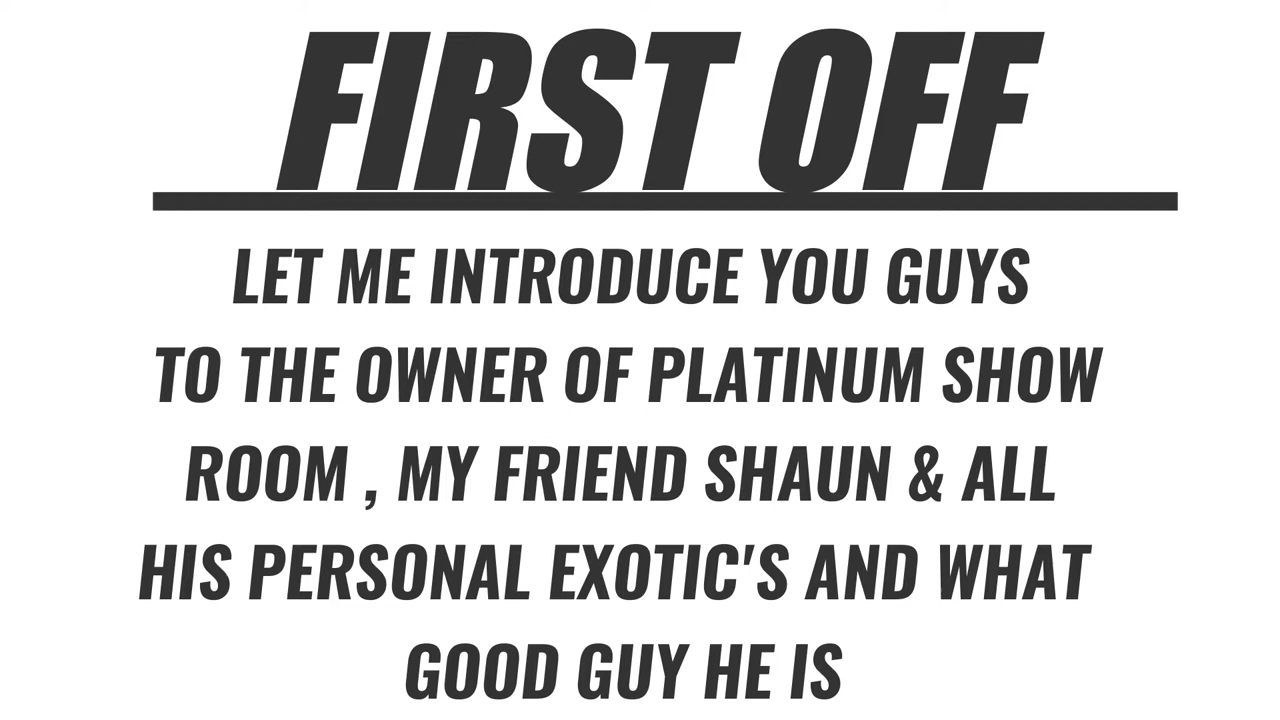 FIRST OFF
LET ME INTRODUCE YOU GUYS
TO THE OWNER OF PLATINUM SHOW
ROOM , MY FRIEND SHAUN & ALL
HIS PERSONAL EXOTIC'S AND WHAT
GOOD GUY HE IS